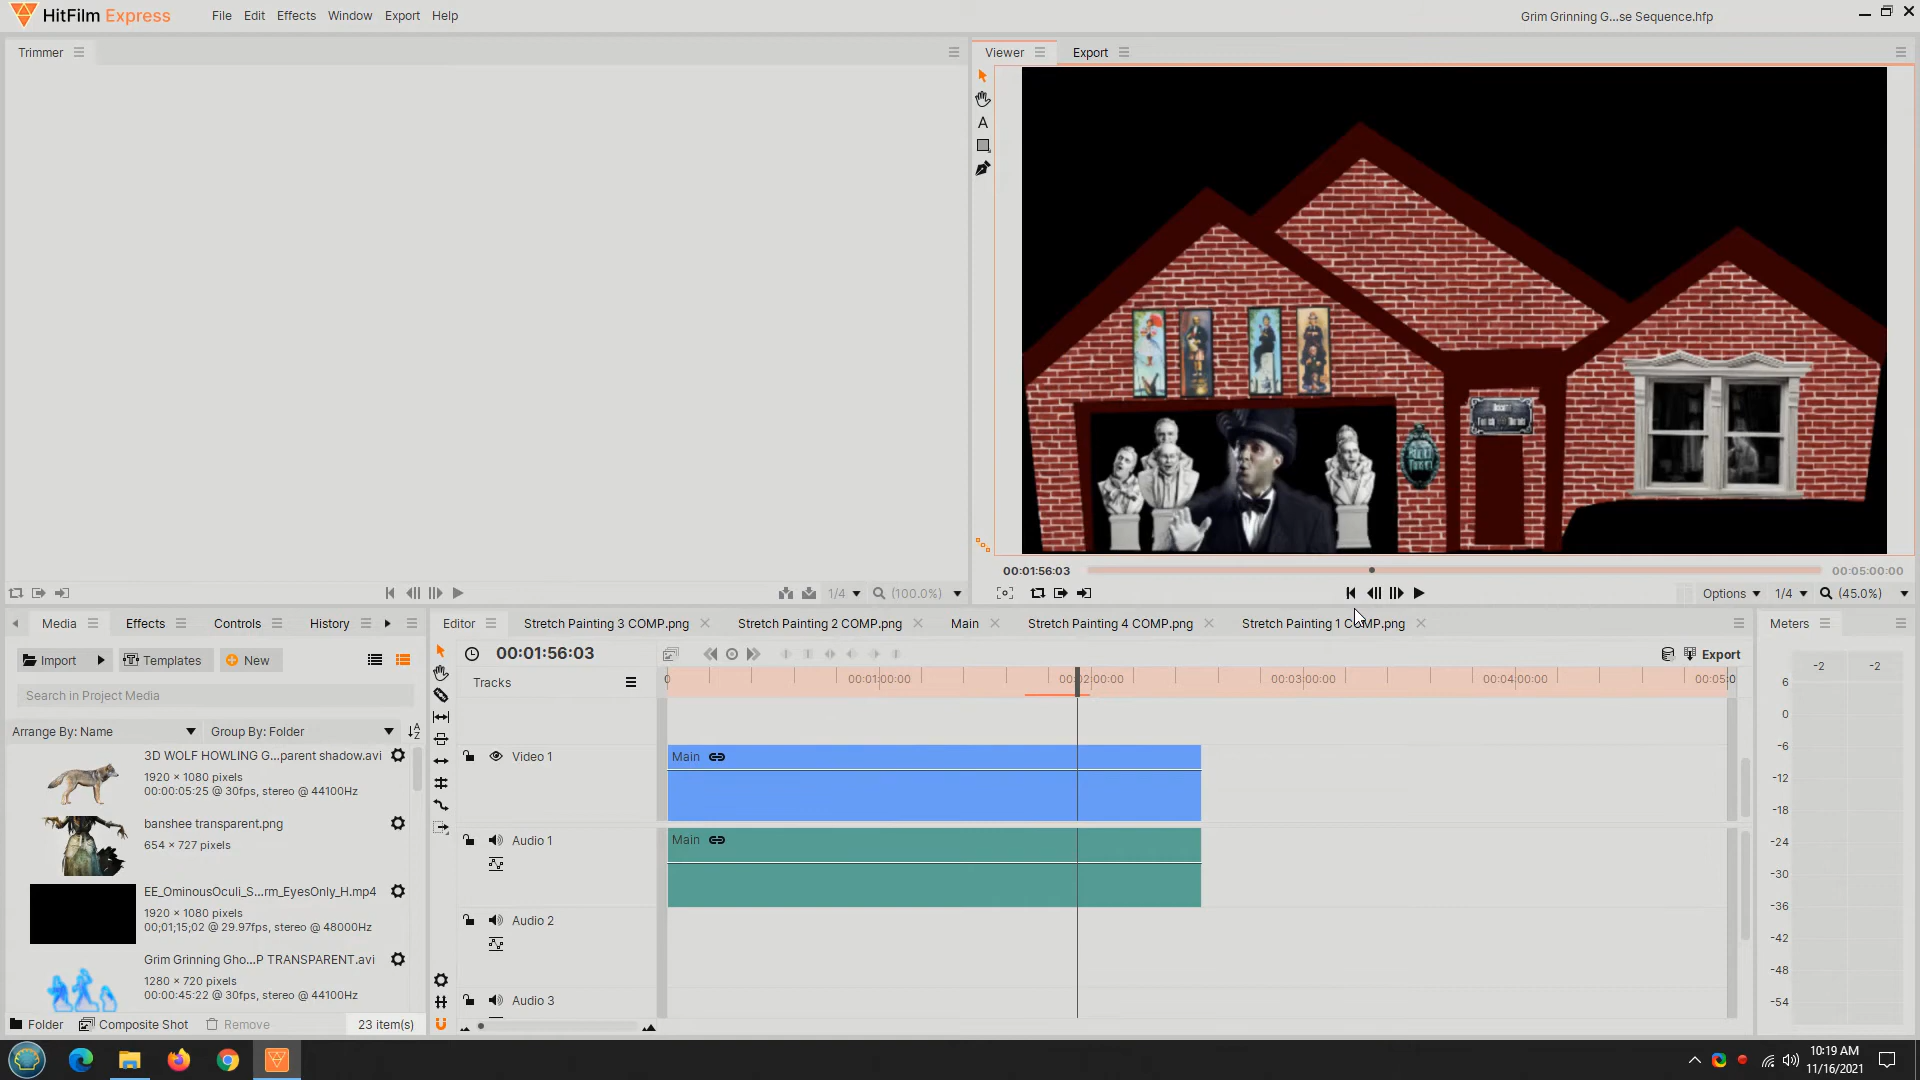 HitFilm Express
File Edit Effects Window Export Help
Grim Grinning G...se Sequence.hfp
Trimmer
Viewer
Export
A
00:01:56:03
00:05:00:00
1/4
(100.0%)
Options
1/4
(45.0%)
Media
Effects
Controls
History
Editor
Stretch Painting 3 COMP.png
Stretch Painting 2 COMP.png
Main
Stretch Painting 4 COMP.png
Stretch Painting 1 COMP.png
Meters
Import
Templates
New
00:01:56:03
Export
-2 -2
Search in Project Media
Tracks
0
00:01:00:00
00:02:00:00
00:03:00:00
00:04:00:00
00:05:0
Arrange By: Name
Group By: Folder
3D WOLF HOWLING G...parent shadow.avi
1920 × 1080 pixels
00:00:05:25 @ 30fps, stereo @ 44100Hz
banshee transparent.png
654 × 727 pixels
EE_OminousOculi_S...rm_EyesOnly_H.mp4
1920 × 1080 pixels
00;01;15;02 @ 29.97fps, stereo @ 48000Hz
Grim Grinning Gho...P TRANSPARENT.avi
1280 × 720 pixels
00:00:45:22 @ 30fps, stereo @ 44100Hz
Folder
Composite Shot
Remove
23 item(s)
Video 1
Main
Audio 1
Main
Audio 2
Audio 3
6
0
-6
-12
-18
-24
-30
-36
-42
-48
-54
10:19 AM
11/16/2021